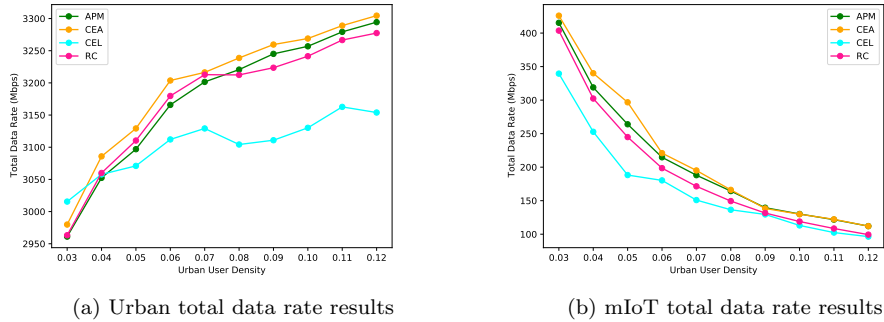 APM
CEA
CEL
RC
3300
3250
3200
3150
3100
3050
3000
2950
Total Data Rate (Mbps)
0.03 0.04 0.05 0.06 0.07 0.08 0.09 0.10 0.11 0.12
Urban User Density
(a) Urban total data rate results
APM
CEA
CEL
RC
400
350
300
250
200
150
100
Total Data Rate (Mbps)
0.03 0.04 0.05 0.06 0.07 0.08 0.09 0.10 0.11 0.12
Urban User Density
(b) mIoT total data rate results